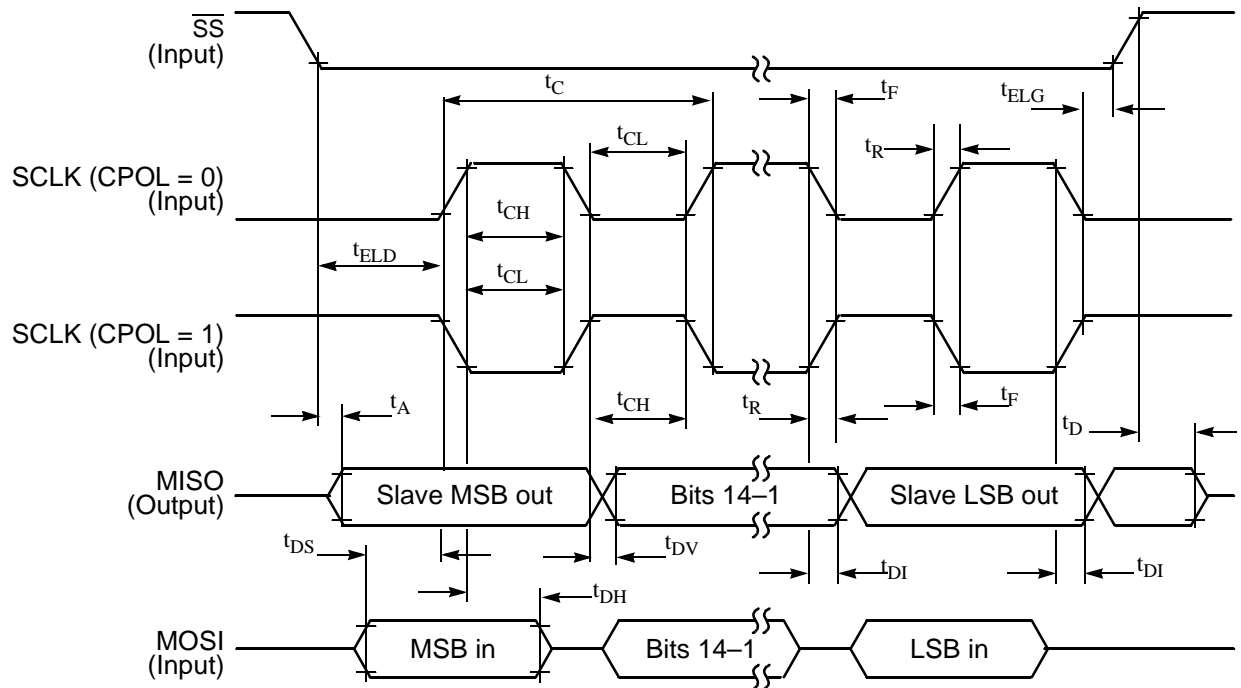 SS
(Input)
tC
tF
tELG
tCL
tR
SCLK (CPOL = 0)
(Input)
tCH
tELD
tCL
SCLK (CPOL = 1)
(Input)
tA
tCH
tR
tF
tD
MISO
(Output)
Slave MSB out
Bits 14–1
Slave LSB out
tDS
tDV
tDI
tDI
tDH
MOSI
(Input)
MSB in
Bits 14–1
LSB in